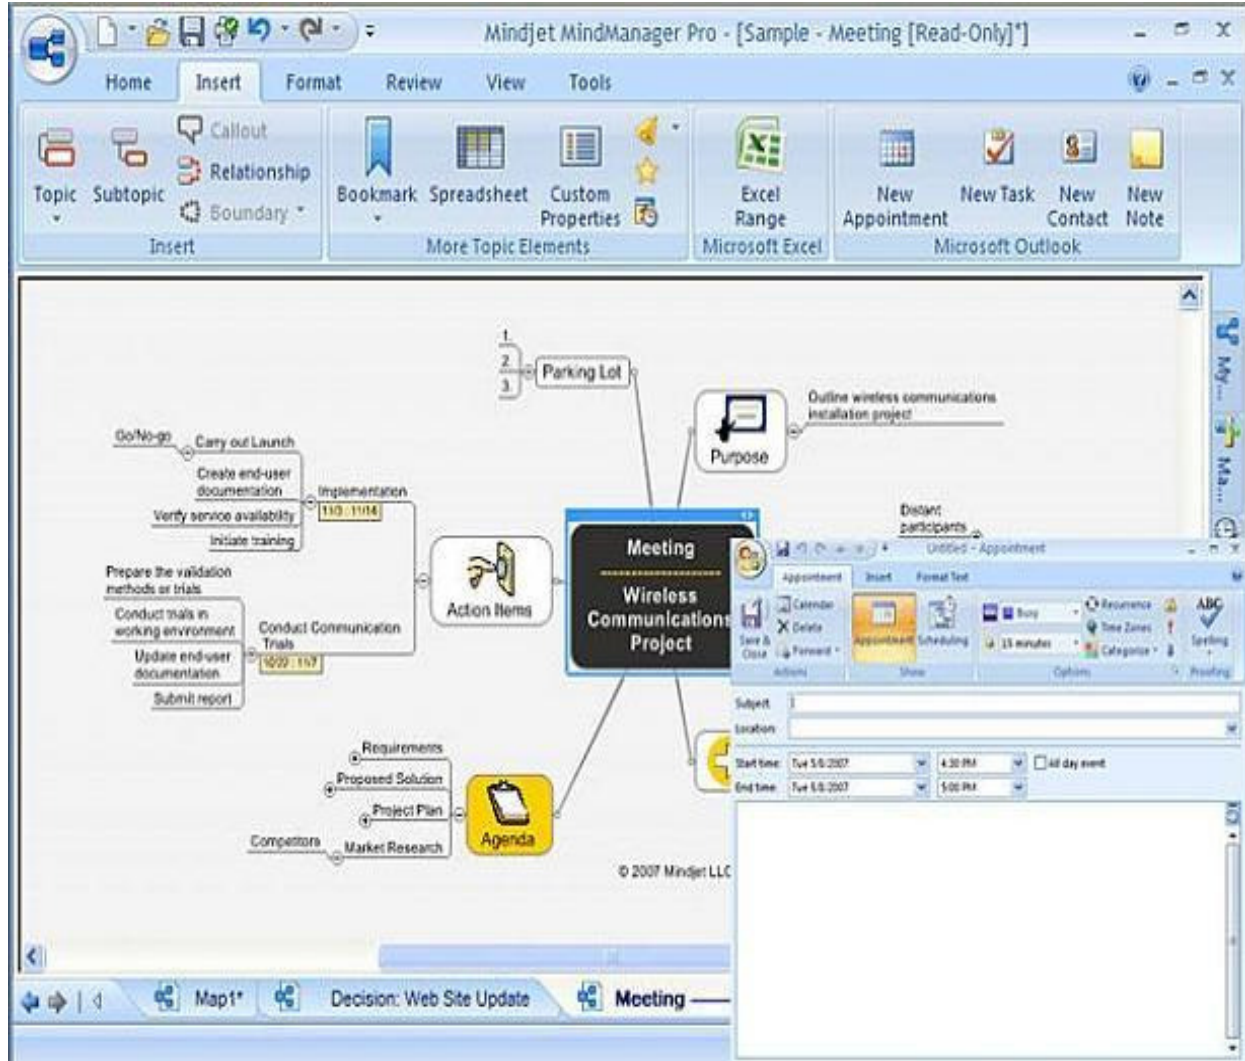 Mindjet MindManager Pro - [Sample - Meeting [Read-Only]*]
Home Insert Format Review View Tools
Topic
Subtopic
Callout
Relationship
Boundary
Insert
Bookmark
Spreadsheet
Custom
Properties
More Topic Elements
Excel
Range
Microsoft Excel
New
Appointment
New Task
New
Contact
New
Note
Microsoft Outlook
My...
Ma...
1.
2.
3.
Parking Lot
Purpose
Outline wireless communications
installation project
Distant
participants
Go/No-go
Carry out Launch
Create end-user
documentation
Verify service availability
Initiate training
Implementation
11/3 : 11/14
Prepare the validation
methods or trials
Conduct trials in
working environment
Update end-user
documentation
Submit report
Conduct Communication
Trials
Action Items
Meeting
Wireless
Communications
Project
Requirements
Proposed Solution
Project Plan
Competitors
Market Research
Agenda
© 2007 Mindjet LLC
Untitled - Appointment
Appointment Insert Format Text
Save &
Close
Calendar
Delete
Forward
Actions
Appointment
Scheduling
Show
Busy
15 minutes
Recurrence
Time Zones
Categorize
Options
ABC
Spelling
Proofing
Subject:
Location:
Start time: Tue 5/8/2007 4:30 PM All day event
End time: Tue 5/8/2007 5:00 PM
Map1* Decision: Web Site Update Meeting